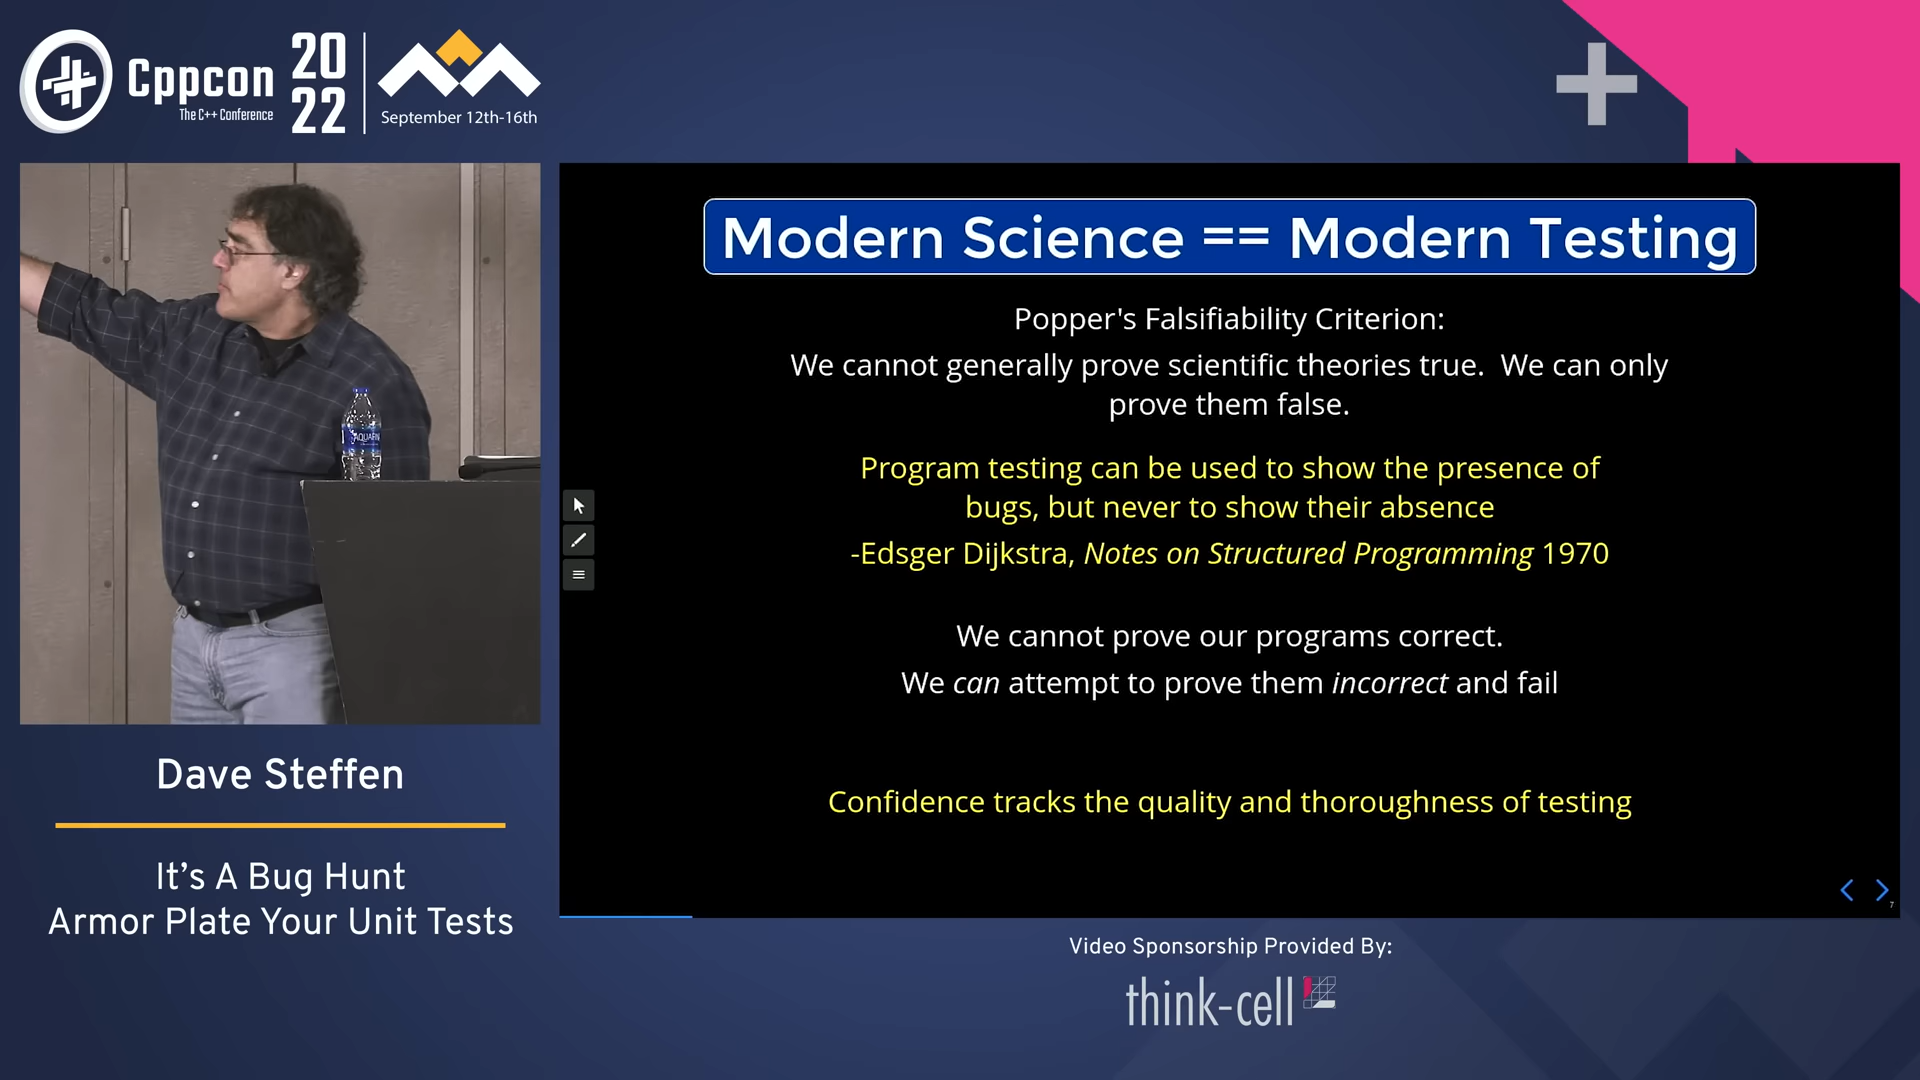 Cppcon
The C++ Conference
20
22
September 12th-16th
Modern Science == Modern Testing
Popper's Falsifiability Criterion:
We cannot generally prove scientific theories true. We can only
prove them false.
Program testing can be used to show the presence of
bugs, but never to show their absence
-Edsger Dijkstra, Notes on Structured Programming 1970
We cannot prove our programs correct.
We can attempt to prove them incorrect and fail
Confidence tracks the quality and thoroughness of testing
7
Dave Steffen
It's A Bug Hunt
Armor Plate Your Unit Tests
Video Sponsorship Provided By:
think-cell